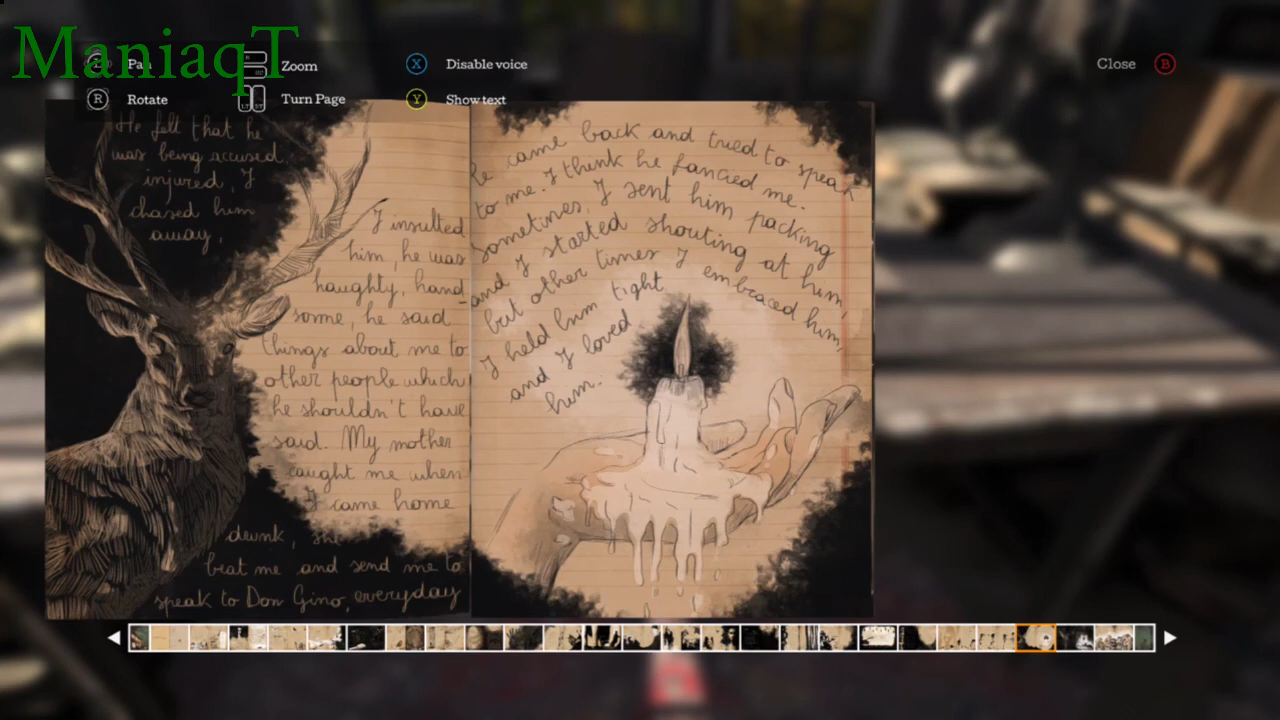 ManiaqT
Pan
Zoom
X Disable voice
Close B
R Rotate
Turn Page
Y Show text
He felt that he
was being accused
injured, I
chased him
away,
I insulted
him, he was
haughty, hand-
some, he said
things about me to
other people which
he shouldn't have
said. My mother
caught me when
I came home
drunk, she
beat me and send me to
speak to Don Gino, everyday
he came back and tried to speak
to me. I think he fancied me.
Sometimes, I sent him packing
and I started shouting at him,
but other times I embraced him,
I held him tight
and I loved
him.